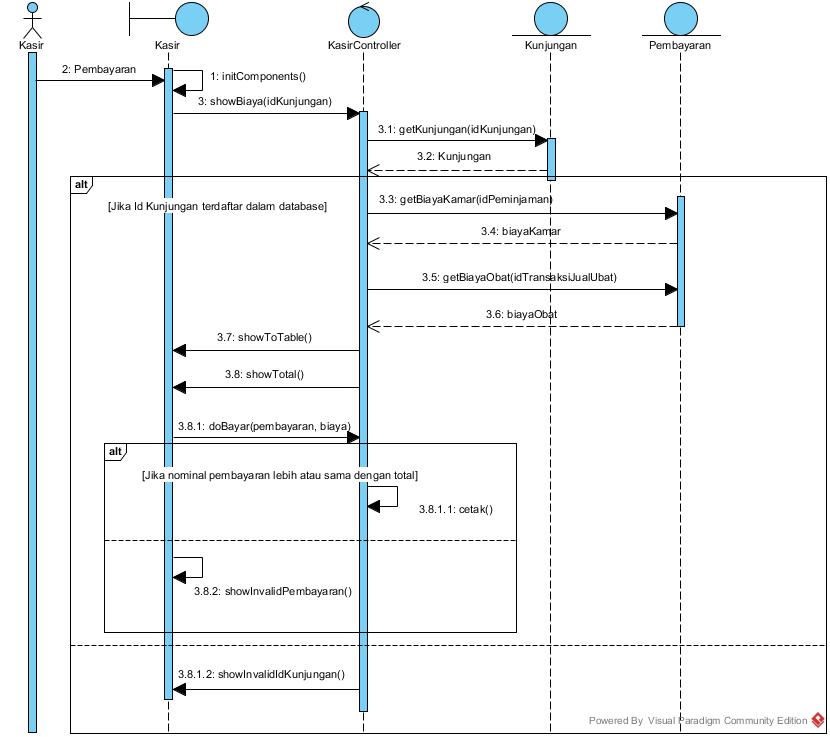 Kasir
Kasir
KasirController
Kunjungan
Pembayaran
2: Pembayaran
1: initComponents()
3: showBiaya(idKunjungan)
3.1: getKunjungan(idKunjungan)
3.2: Kunjungan
alt
[Jika Id Kunjungan terdaftar dalam database]
3.3: getBiayaKamar(idPeminjaman)
3.4: biayaKamar
3.5: getBiayaObat(idTransaksiJualUbat)
3.6: biayaObat
3.7: showToTable()
3.8: showTotal()
3.8.1: doBayar(pembayaran, biaya)
alt
[Jika nominal pembayaran lebih atau sama dengan total]
3.8.1.1: cetak()
3.8.2: showInvalidPembayaran()
3.8.1.2: showInvalidIdKunjungan()
Powered By Visual Paradigm Community Edition